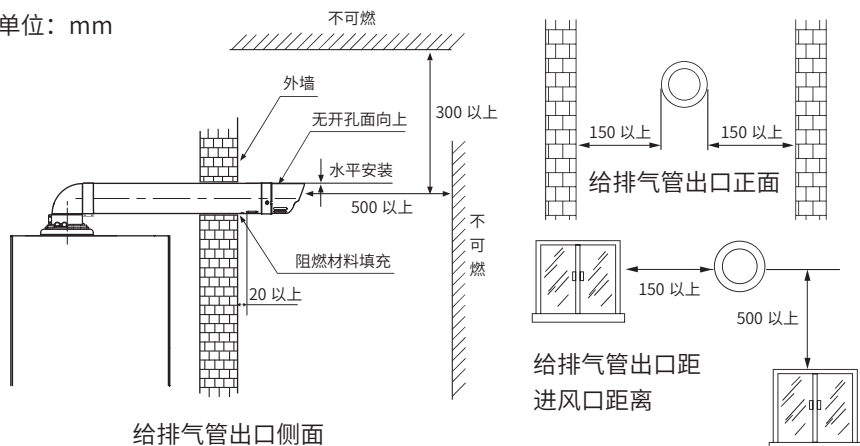 单位：mm
不可燃
外墙
无开孔面向上
300 以上
水平安装
500 以上
不可燃
阻燃材料填充
20 以上
给排气管出口侧面
150 以上
150 以上
给排气管出口正面
150 以上
500 以上
给排气管出口距
进风口距离